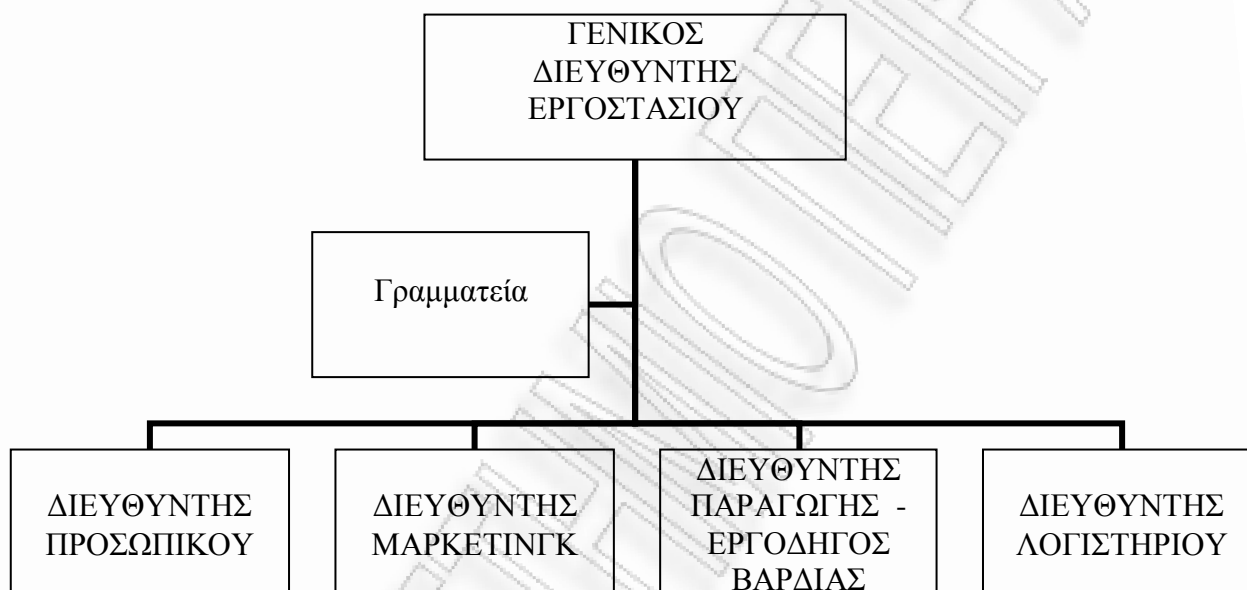 ΓΕΝΙΚΟΣ
ΔΙΕΥΘΥΝΤΗΣ
ΕΡΓΟΣΤΑΣΙΟΥ
Γραμματεία
ΔΙΕΥΘΥΝΤΗΣ
ΠΡΟΣΩΠΙΚΟΥ
ΔΙΕΥΘΥΝΤΗΣ
ΜΑΡΚΕΤΙΝΓΚ
ΔΙΕΥΘΥΝΤΗΣ
ΠΑΡΑΓΩΓΗΣ -
ΕΡΓΟΔΗΓΟΣ
ΒΑΡΔΙΑΣ
ΔΙΕΥΘΥΝΤΗΣ
ΛΟΓΙΣΤΗΡΙΟΥ